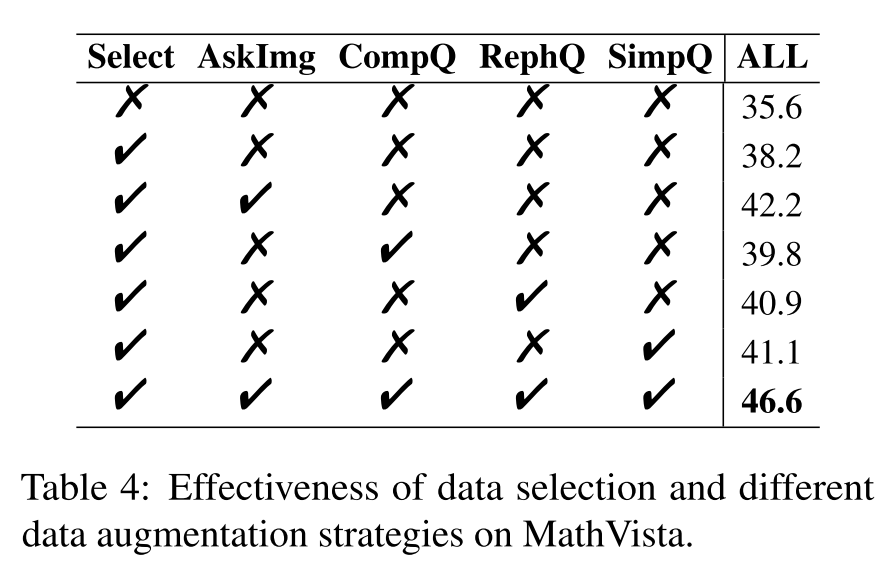 Select AskImg CompQ RephQ SimpQ ALL
✗ ✗ ✗ ✗ ✗ 35.6
✓ ✗ ✗ ✗ ✗ 38.2
✓ ✓ ✗ ✗ ✗ 42.2
✓ ✗ ✓ ✗ ✗ 39.8
✓ ✗ ✗ ✓ ✗ 40.9
✓ ✗ ✗ ✗ ✓ 41.1
✓ ✓ ✓ ✓ ✓ 46.6
Table 4: Effectiveness of data selection and different
data augmentation strategies on MathVista.